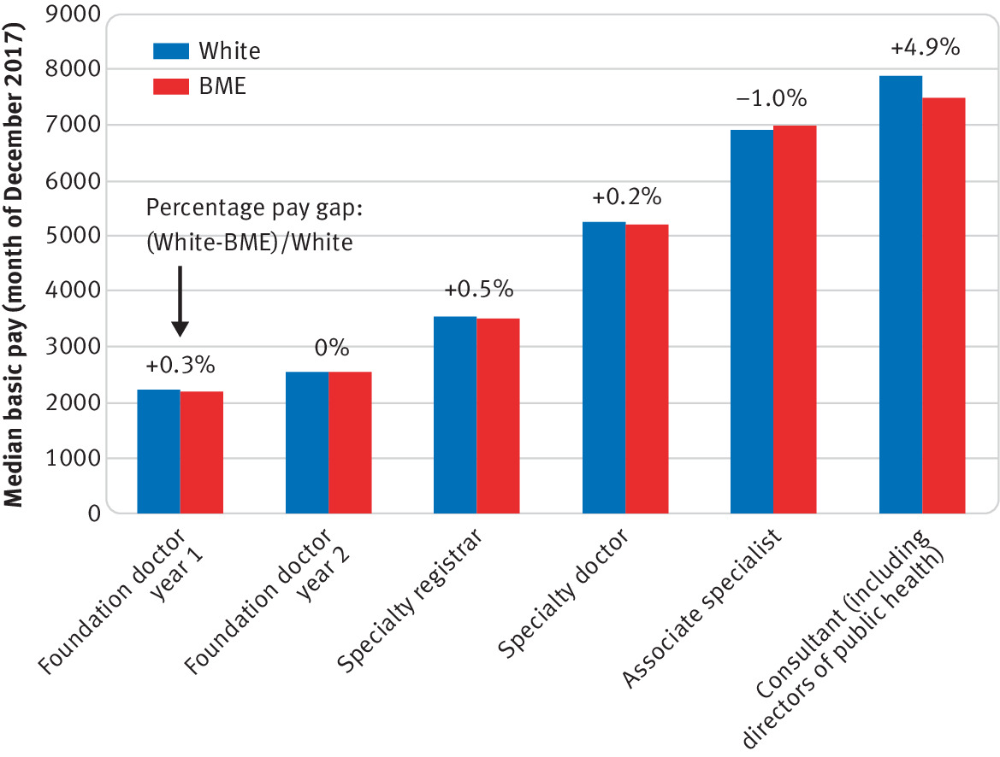 Median basic pay (month of December 2017)
9000
8000
7000
6000
5000
4000
3000
2000
1000
0
White
BME
Percentage pay gap:
(White-BME)/White
+0.3%
0%
+0.5%
+0.2%
−1.0%
+4.9%
Foundation doctor
year 1
Foundation doctor
year 2
Specialty registrar
Specialty doctor
Associate specialist
Consultant (including
directors of public health)